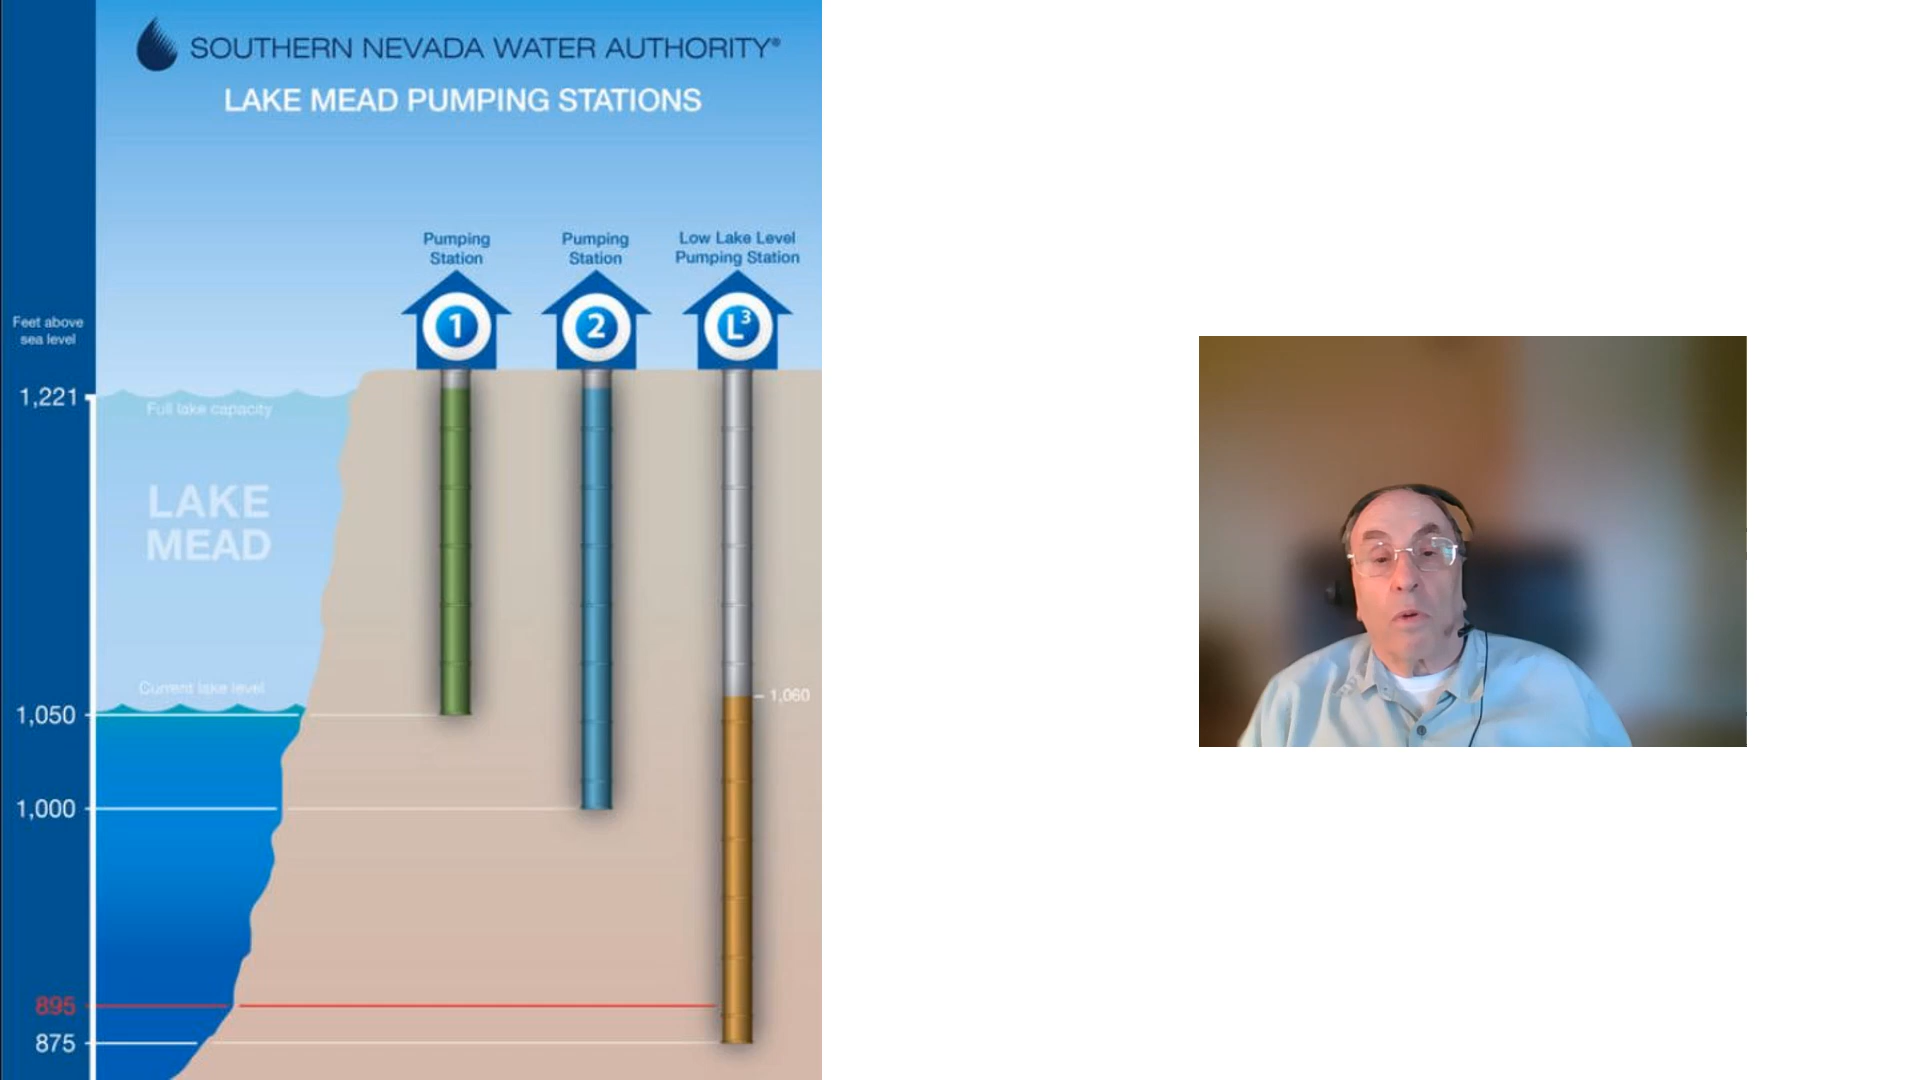 SOUTHERN NEVADA WATER AUTHORITY®
LAKE MEAD PUMPING STATIONS
Pumping
Station
Pumping
Station
Low Lake Level
Pumping Station
1
2
L³
Feet above
sea level
1,221
Full lake capacity
LAKE
MEAD
Current lake level
1,060
1,050
1,000
895
875